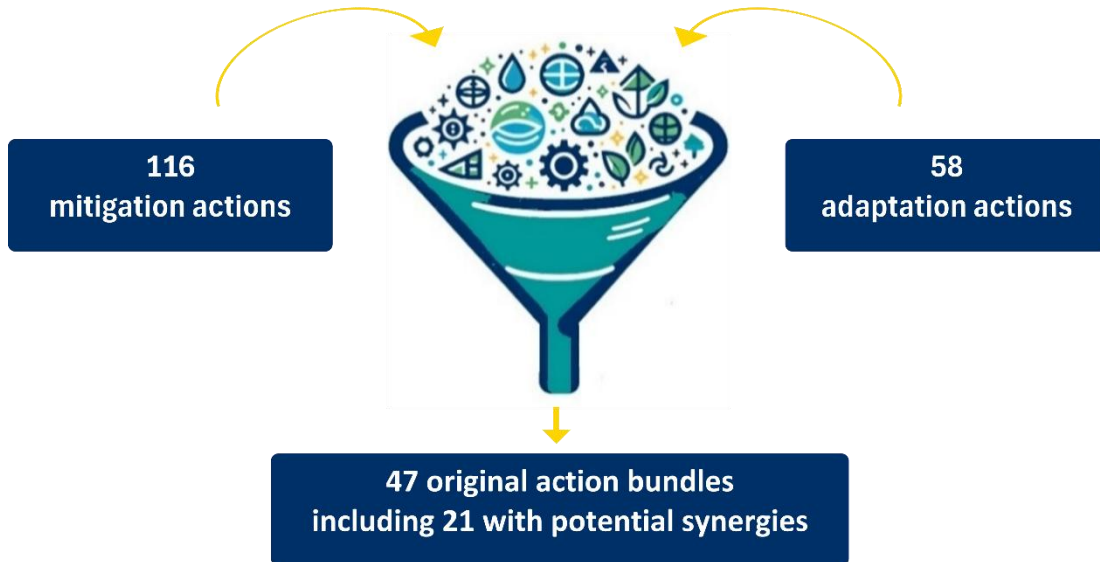 116
mitigation actions
58
adaptation actions
47 original action bundles
including 21 with potential synergies